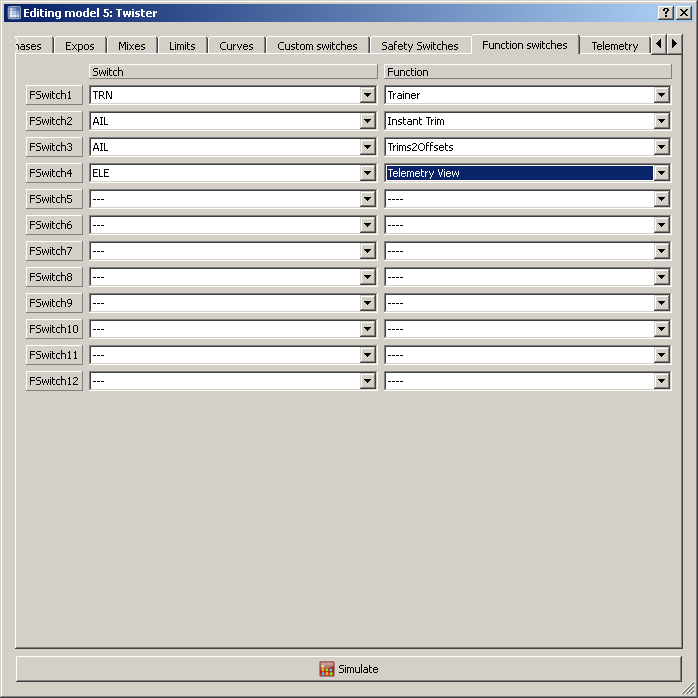 Editing model 5: Twister
hases Expos Mixes Limits Curves Custom switches Safety Switches Function switches Telemetry
Switch Function
FSwitch1 TRN Trainer
FSwitch2 AIL Instant Trim
FSwitch3 AIL Trims2Offsets
FSwitch4 ELE Telemetry View
FSwitch5 --- ----
FSwitch6 --- ----
FSwitch7 --- ----
FSwitch8 --- ----
FSwitch9 --- ----
FSwitch10 --- ----
FSwitch11 --- ----
FSwitch12 --- ----
Simulate